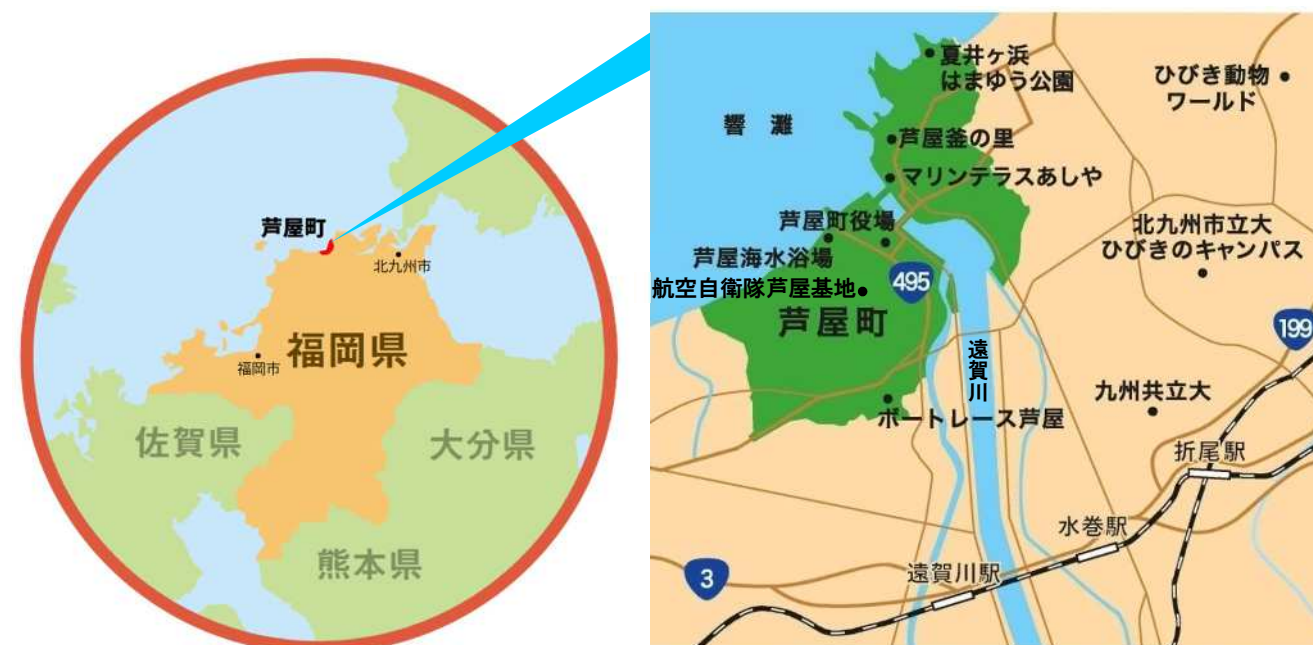 芦屋町
北九州市
福岡県
福岡市
佐賀県
大分県
熊本県
夏井ヶ浜
はまゆう公園
ひびき動物
ワールド
響 灘
芦屋釜の里
マリンテラスあしや
芦屋町役場
北九州市立大
ひびきのキャンパス
芦屋海水浴場
航空自衛隊芦屋基地
495
芦屋町
199
遠賀川
九州共立大
ボートレース芦屋
折尾駅
水巻駅
遠賀川駅
3